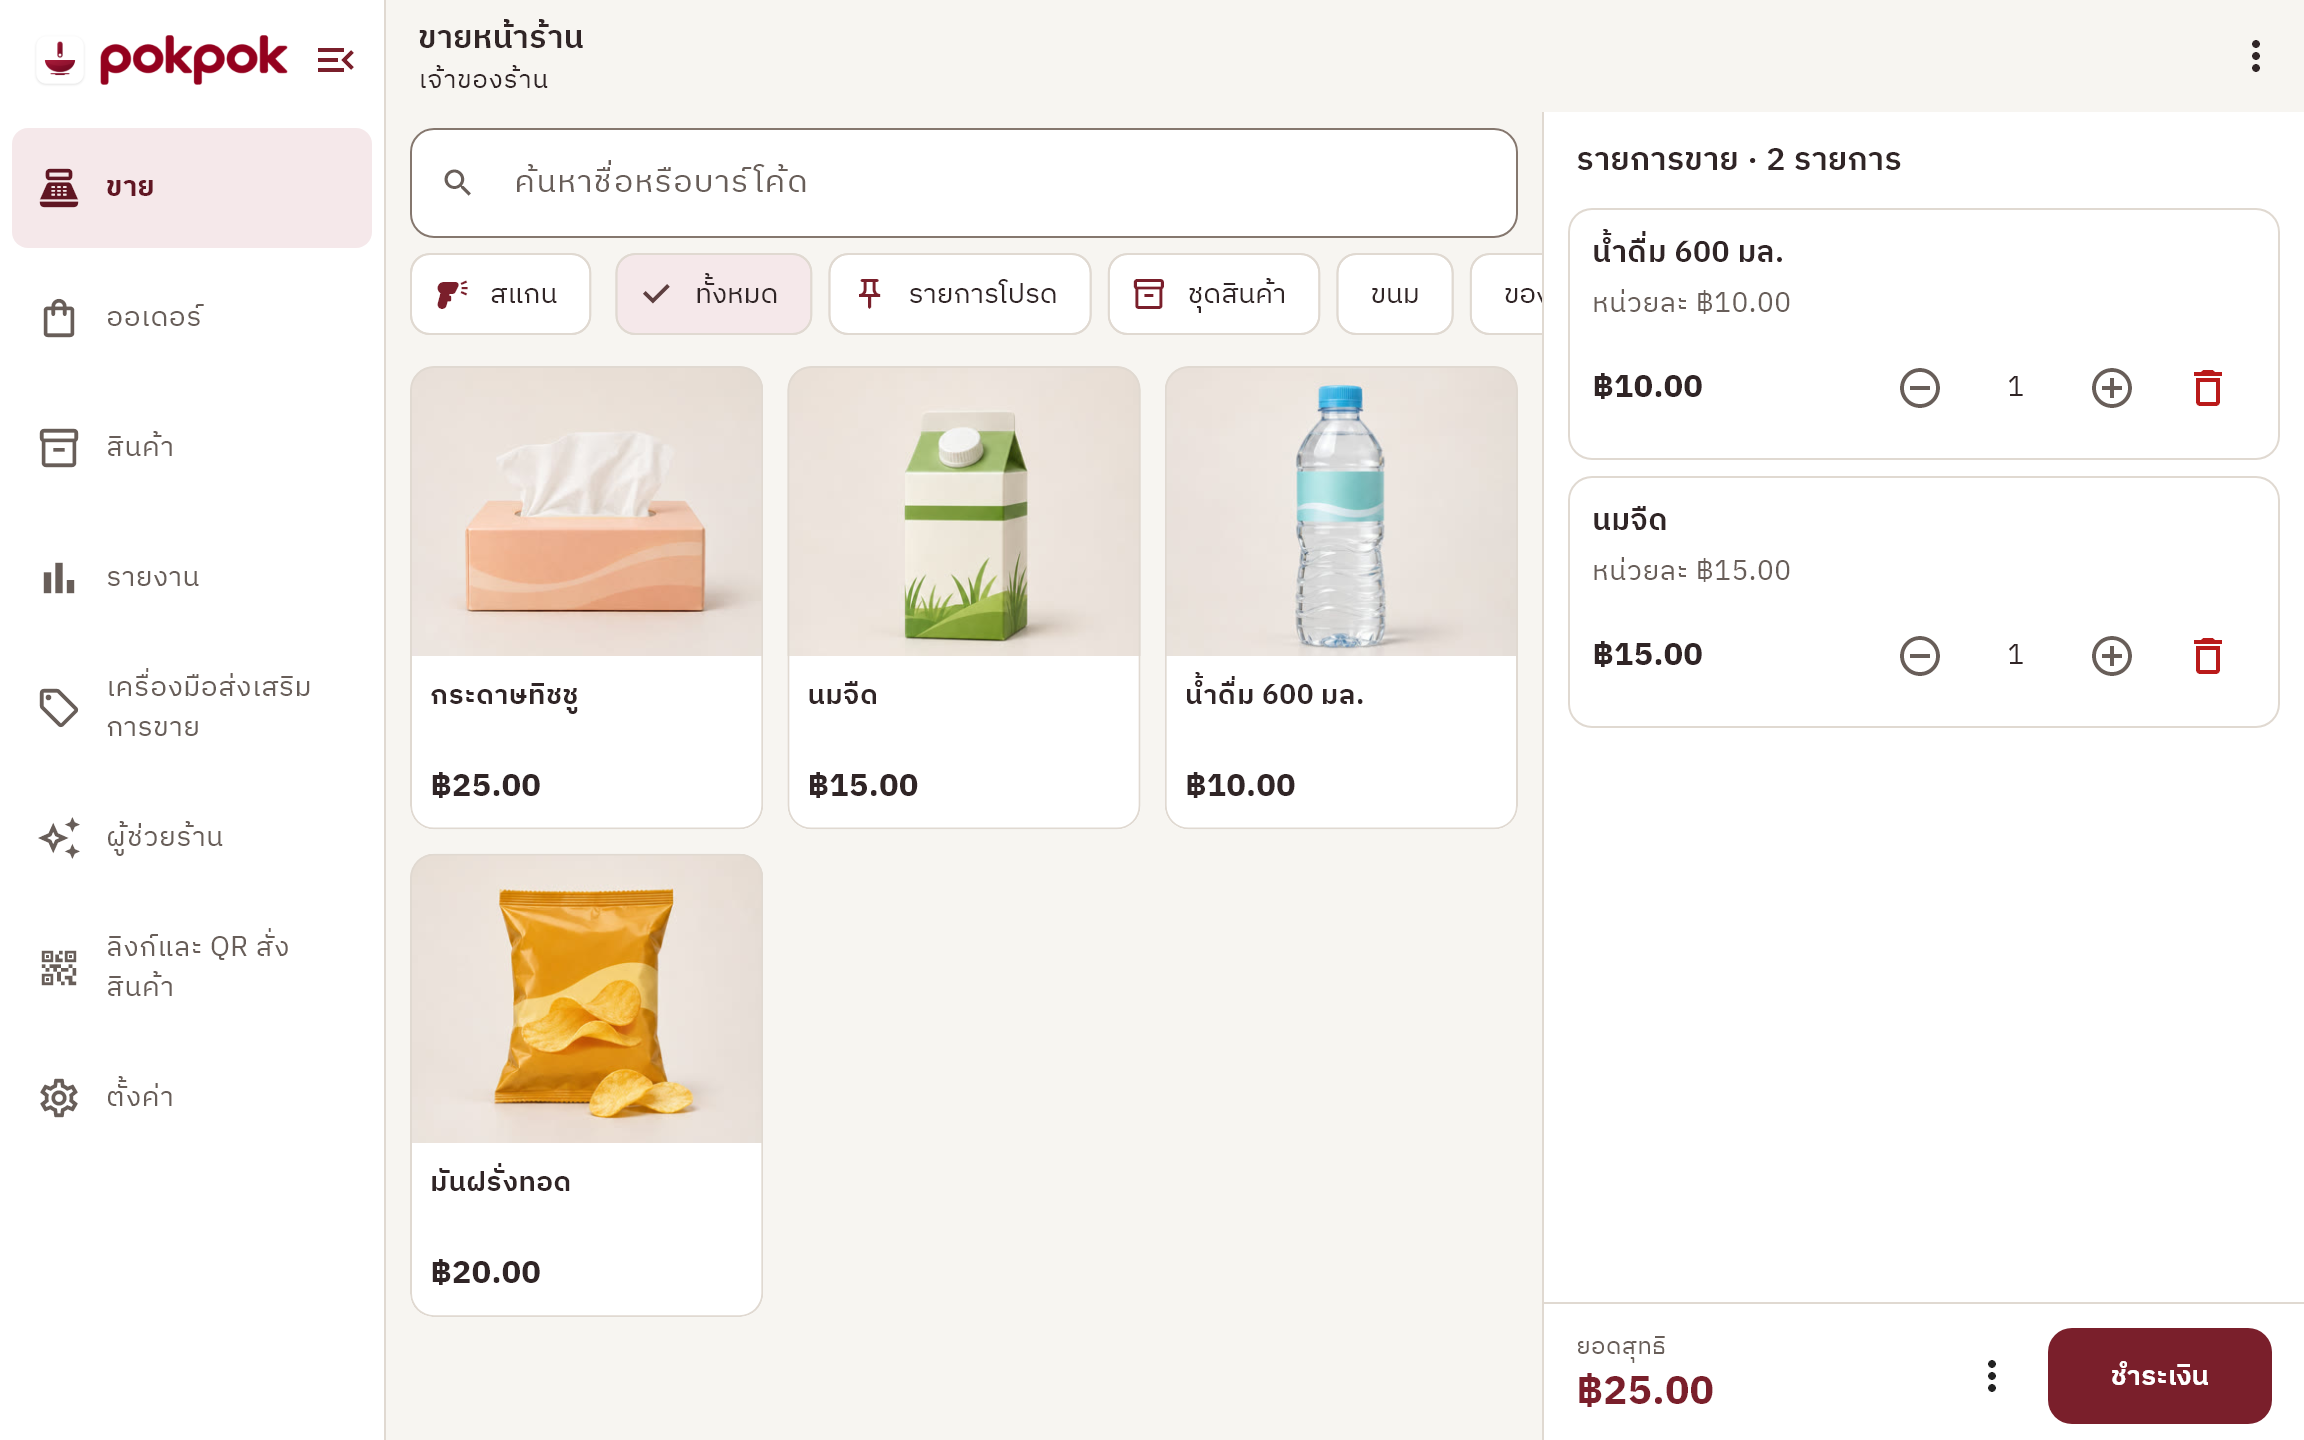 pokpok
ขาย
ออเดอร์
สินค้า
รายงาน
เครื่องมือส่งเสริม
การขาย
ผู้ช่วยร้าน
ลิงก์และ QR สั่ง
สินค้า
ตั้งค่า
ขายหน้าร้าน
เจ้าของร้าน
ค้นหาชื่อหรือบาร์โค้ด
สแกน
ทั้งหมด
รายการโปรด
ชุดสินค้า
ขนม
ของ
กระดาษทิชชู
฿25.00
นมจืด
฿15.00
น้ำดื่ม 600 มล.
฿10.00
มันฝรั่งทอด
฿20.00
รายการขาย · 2 รายการ
น้ำดื่ม 600 มล.
หน่วยละ ฿10.00
฿10.00
1
นมจืด
หน่วยละ ฿15.00
฿15.00
1
ยอดสุทธิ
฿25.00
ชำระเงิน